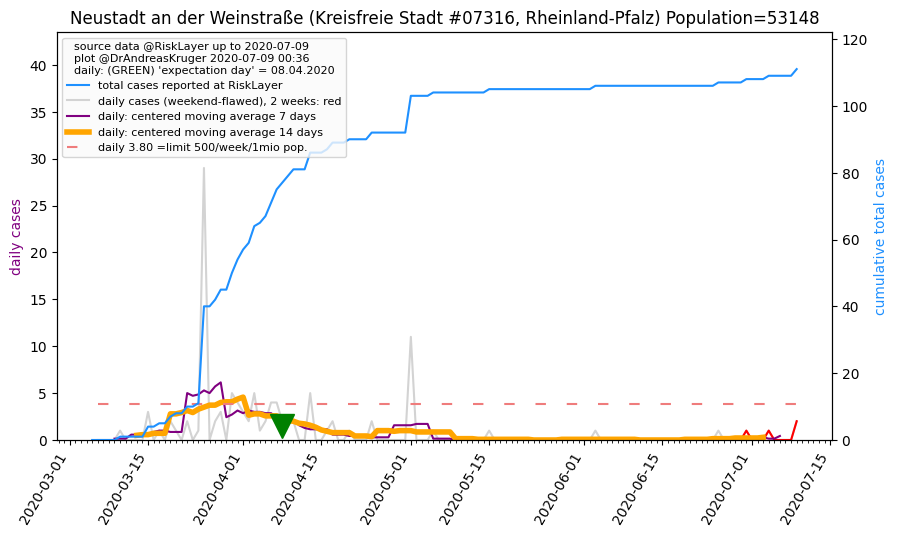 Neustadt an der Weinstraße (Kreisfreie Stadt #07316, Rheinland-Pfalz) Population=53148
source data @RiskLayer up to 2020-07-09
plot @DrAndreasKruger 2020-07-09 00:36
daily: (GREEN) 'expectation day' = 08.04.2020
total cases reported at RiskLayer
daily cases (weekend-flawed), 2 weeks: red
daily: centered moving average 7 days
daily: centered moving average 14 days
daily 3.80 =limit 500/week/1mio pop.
daily cases
40
35
30
25
20
15
10
5
0
cumulative total cases
120
100
80
60
40
20
0
2020-03-01
2020-03-15
2020-04-01
2020-04-15
2020-05-01
2020-05-15
2020-06-01
2020-06-15
2020-07-01
2020-07-15